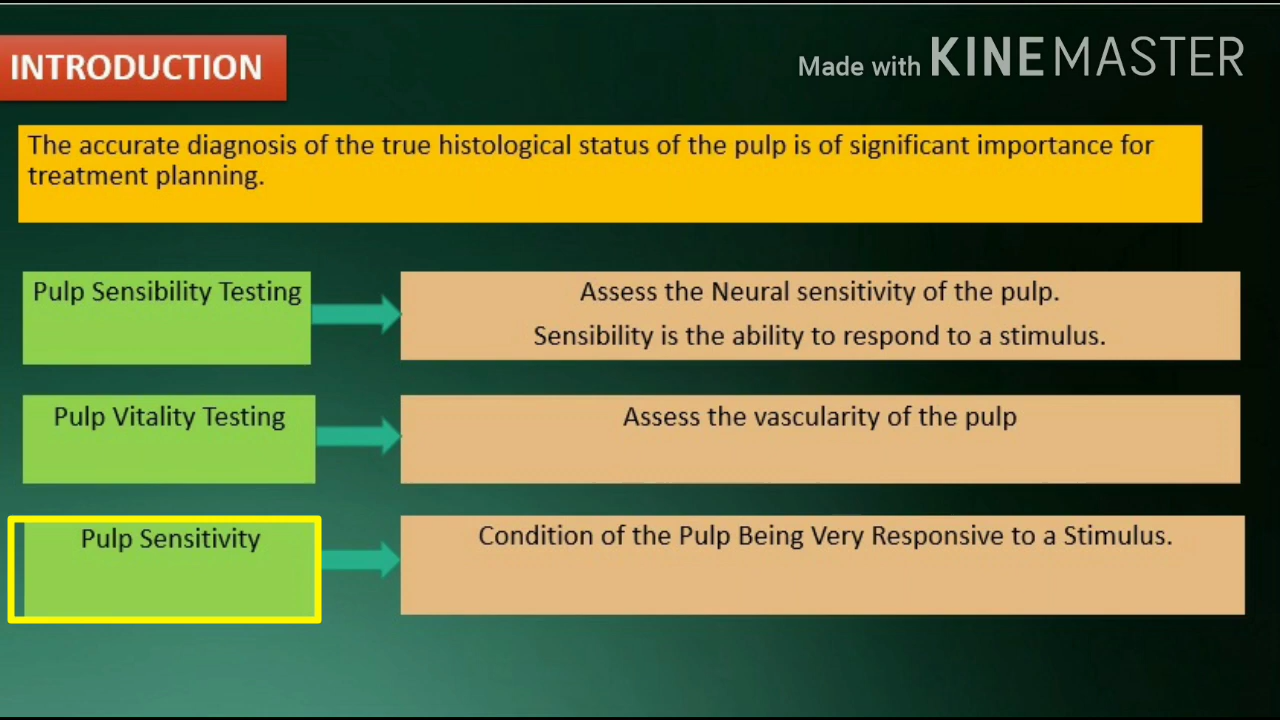 INTRODUCTION
Made with KINEMASTER
The accurate diagnosis of the true histological status of the pulp is of significant importance for
treatment planning.
Pulp Sensibility Testing
Assess the Neural sensitivity of the pulp.
Sensibility is the ability to respond to a stimulus.
Pulp Vitality Testing
Assess the vascularity of the pulp
Pulp Sensitivity
Condition of the Pulp Being Very Responsive to a Stimulus.